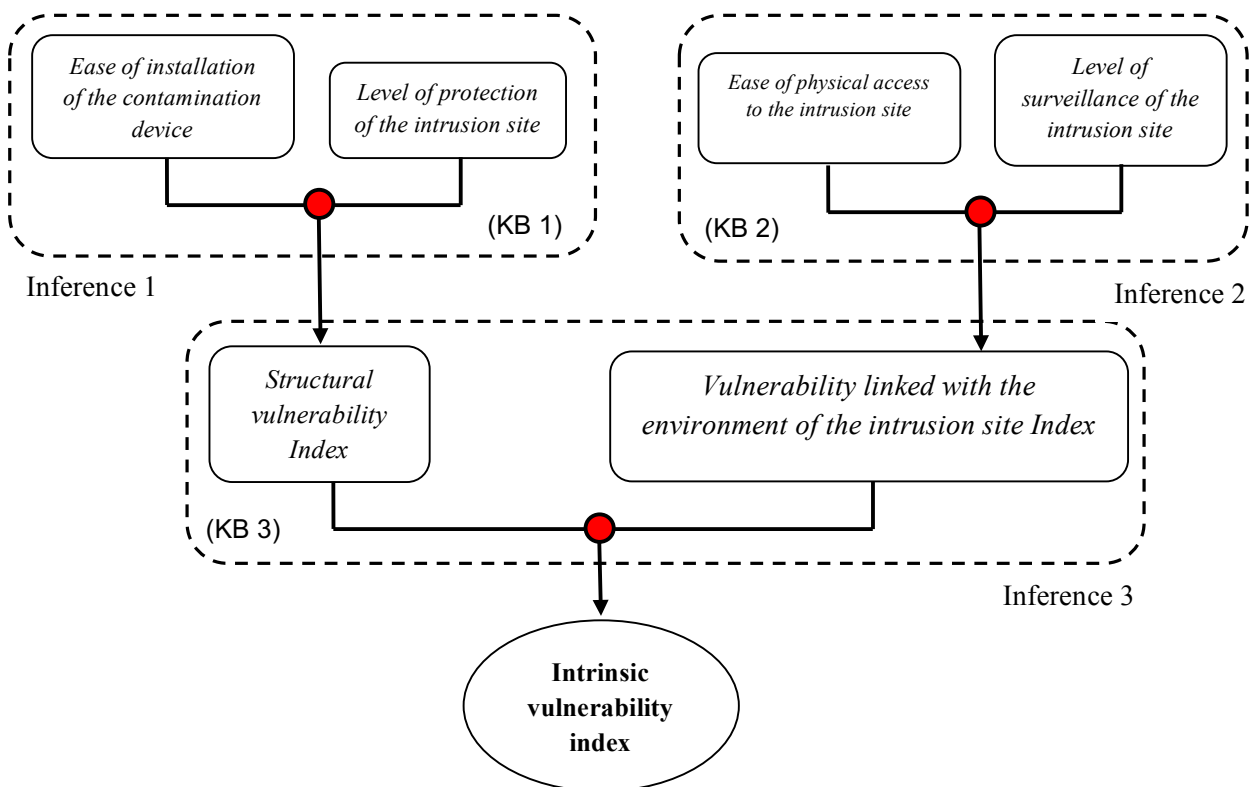 Ease of installation
of the contamination
device
Level of protection
of the intrusion site
(KB 1)
Inference 1
Ease of physical access
to the intrusion site
Level of
surveillance of the
intrusion site
(KB 2)
Inference 2
Structural
vulnerability
Index
Vulnerability linked with the
environment of the intrusion site Index
(KB 3)
Inference 3
Intrinsic
vulnerability
index